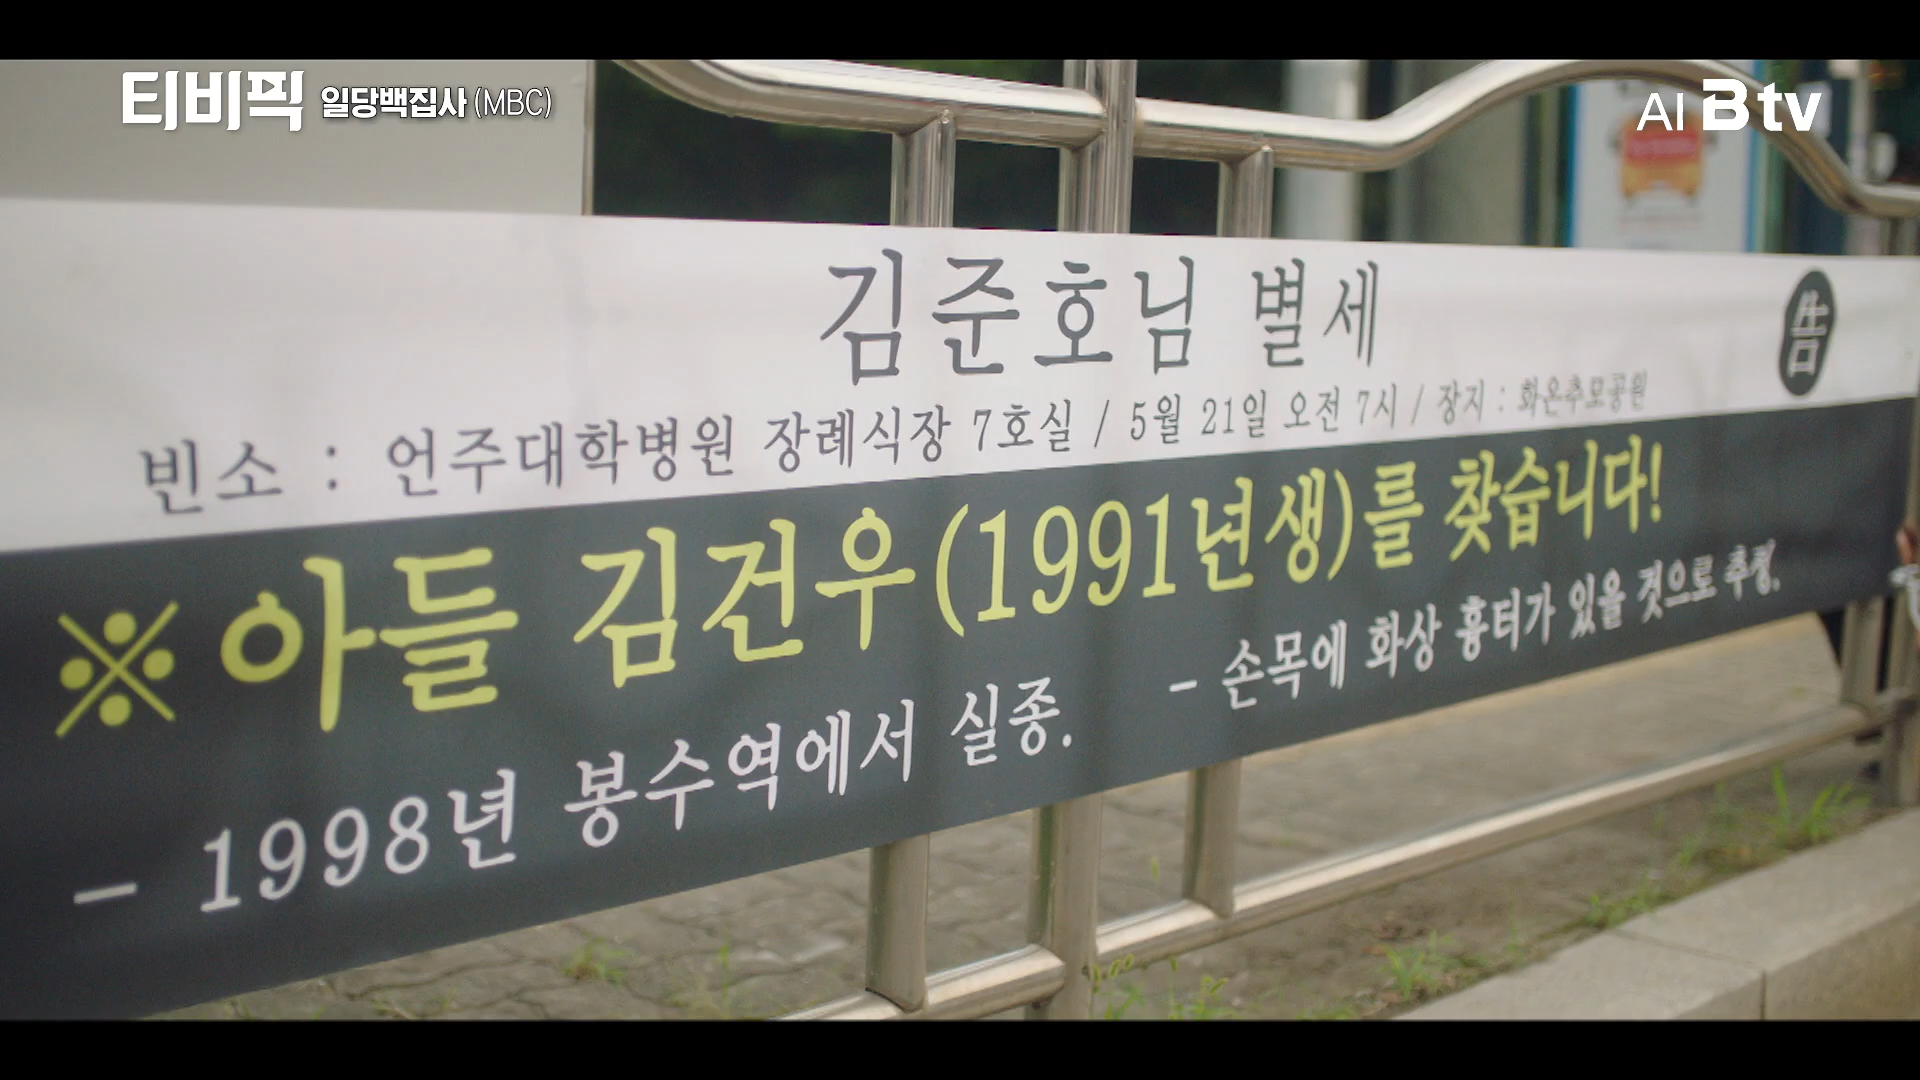 티비픽 일당백집사 (MBC)
AI B tv
김준호님 별세
告
빈소 : 언주대학병원 장례식장 7호실 / 5월 21일 오전 7시 / 장지 : 화온추모공원
※아들 김건우(1991년생)를 찾습니다!
- 1998년 봉수역에서 실종. - 손목에 화상 흉터가 있을 것으로 추정.